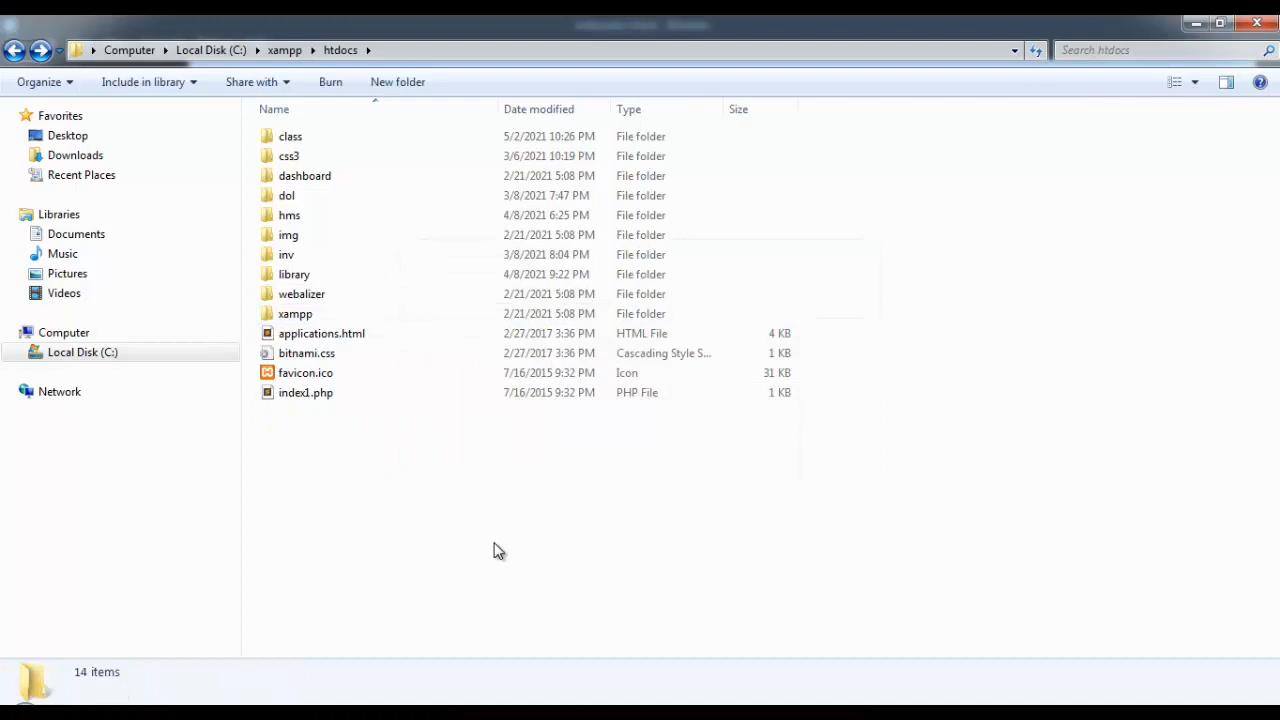 Computer Local Disk (C:) xampp htdocs Search htdocs
Organize Include in library Share with Burn New folder
Favorites
Desktop
Downloads
Recent Places
Libraries
Documents
Music
Pictures
Videos
Computer
Local Disk (C:)
Network
Name Date modified Type Size
class 5/2/2021 10:26 PM File folder
css3 3/6/2021 10:19 PM File folder
dashboard 2/21/2021 5:08 PM File folder
dol 3/8/2021 7:47 PM File folder
hms 4/8/2021 6:25 PM File folder
img 2/21/2021 5:08 PM File folder
inv 3/8/2021 8:04 PM File folder
library 4/8/2021 9:22 PM File folder
webalizer 2/21/2021 5:08 PM File folder
xampp 2/21/2021 5:08 PM File folder
applications.html 2/27/2017 3:36 PM HTML File 4 KB
bitnami.css 2/27/2017 3:36 PM Cascading Style S... 1 KB
favicon.ico 7/16/2015 9:32 PM Icon 31 KB
index1.php 7/16/2015 9:32 PM PHP File 1 KB
14 items